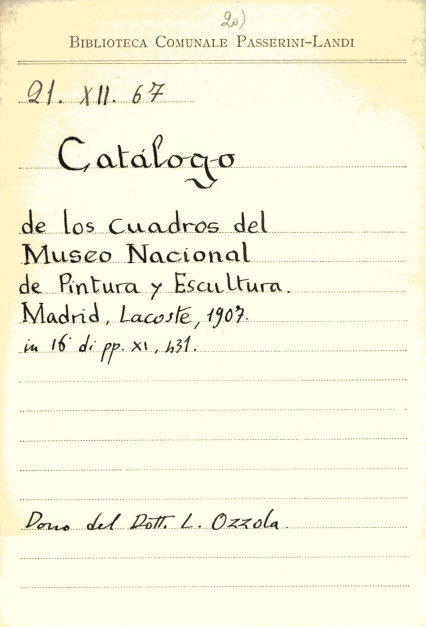 20)
BIBLIOTECA COMUNALE PASSERINI-LANDI
21. XII. 67
Catálogo
de los cuadros del
Museo Nacional
de Pintura y Escultura.
Madrid, Lacoste, 1907.
in 16° di pp. XI, 431.
Dono del Dott. L. Ozzola.